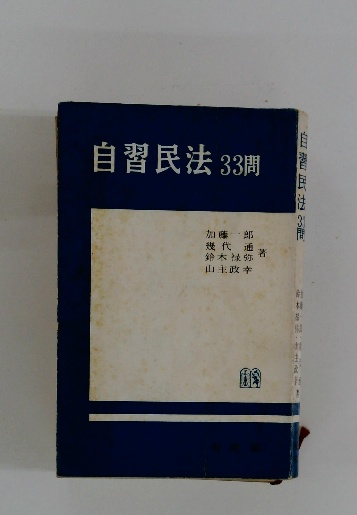 自習民法 33問
加藤一郎
幾代通
鈴木禄弥
山主政幸
著
自習民法 33問